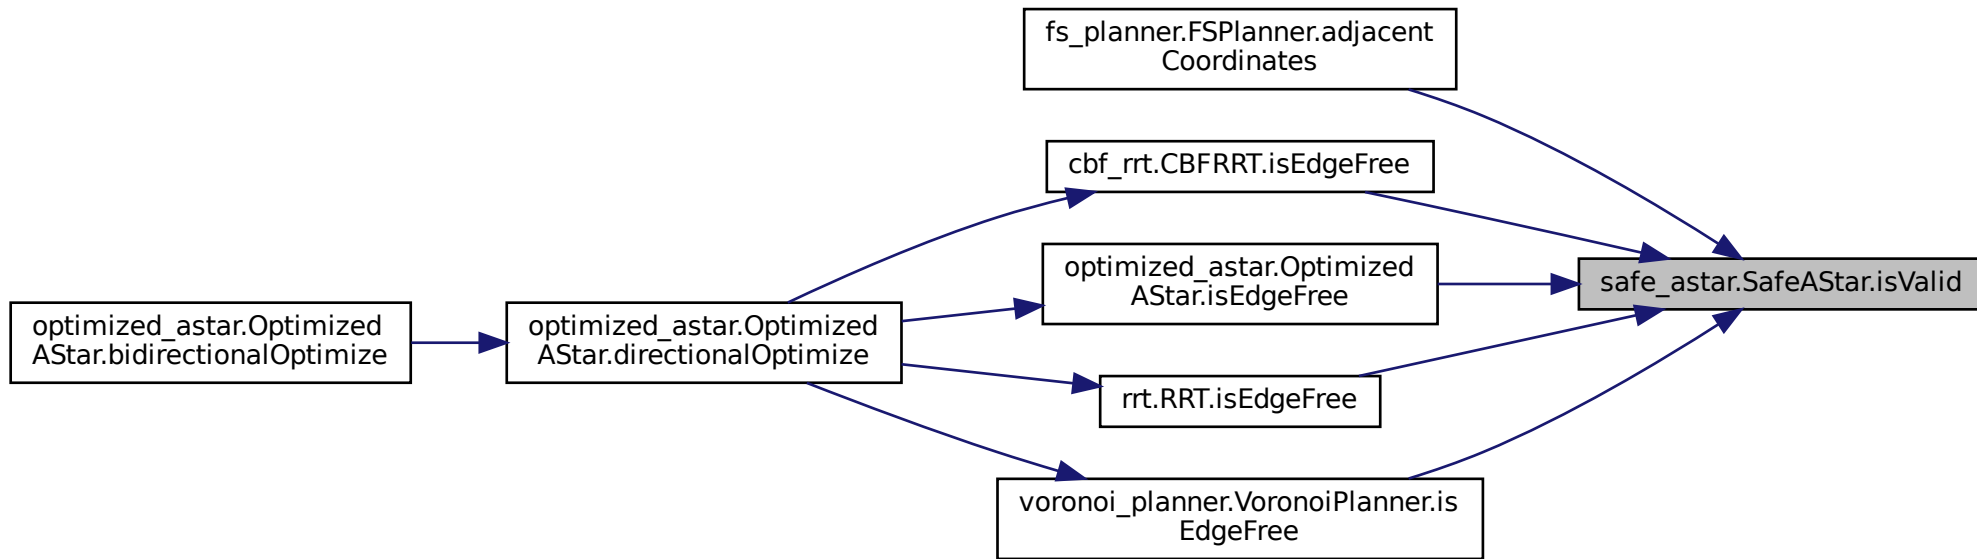 fs_planner.FSPlanner.adjacent
Coordinates
cbf_rrt.CBFRRT.isEdgeFree
optimized_astar.Optimized
AStar.isEdgeFree
safe_astar.SafeAStar.isValid
optimized_astar.Optimized
AStar.bidirectionalOptimize
optimized_astar.Optimized
AStar.directionalOptimize
rrt.RRT.isEdgeFree
voronoi_planner.VoronoiPlanner.is
EdgeFree